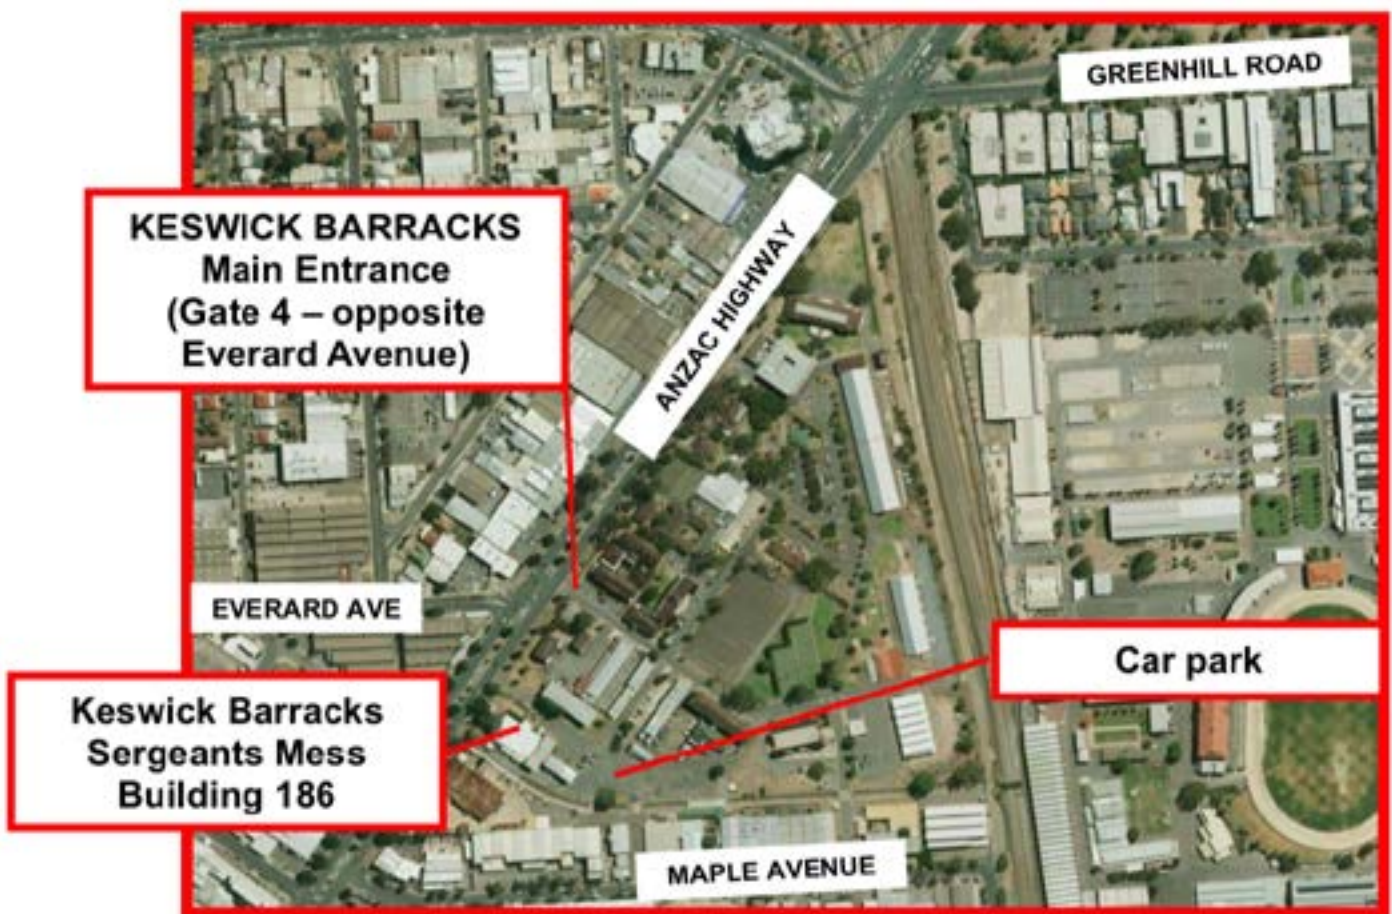 GREENHILL ROAD
KESWICK BARRACKS
Main Entrance
(Gate 4 – opposite
Everard Avenue)
ANZAC HIGHWAY
EVERARD AVE
Car park
Keswick Barracks
Sergeants Mess
Building 186
MAPLE AVENUE